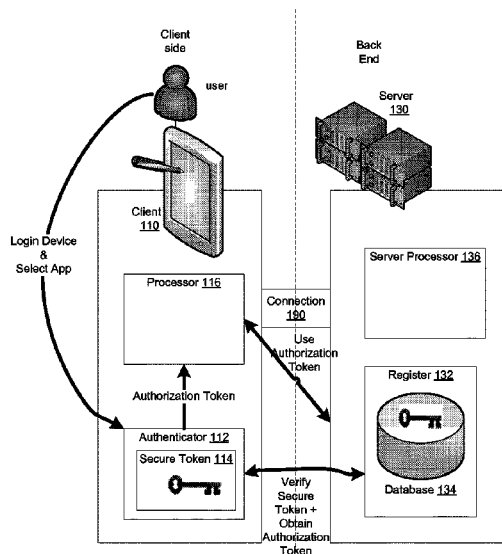 Client
side
user
Back
End
Server
130
Client
110
Login Device
&
Select App
Processor 116
Server Processor 136
Connection
190
Use
Authorization
Token
Authorization Token
Register 132
Authenticator 112
Secure Token 114
Database 134
Verify
Secure
Token +
Obtain
Authorization
Token